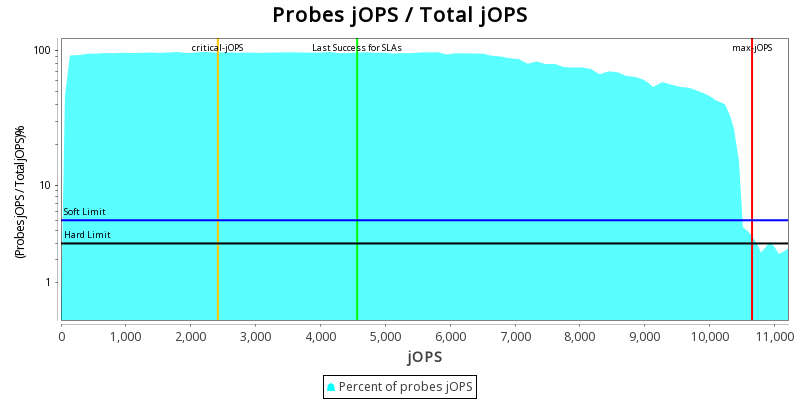 Probes jOPS / Total jOPS
(Probes jOPS / Total jOPS)%
100
10
1
critical-jOPS
Last Success for SLAs
max-jOPS
Soft Limit
Hard Limit
0 1,000 2,000 3,000 4,000 5,000 6,000 7,000 8,000 9,000 10,000 11,000
jOPS
Percent of probes jOPS